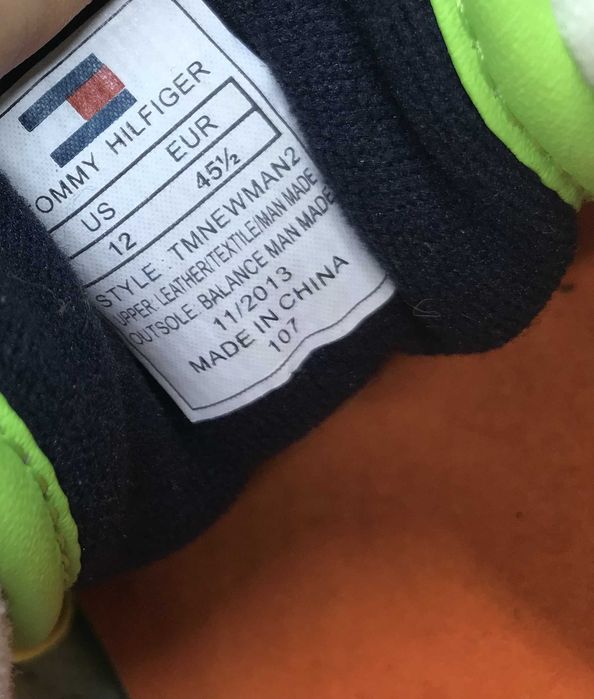 OMMY HILFIGER
US EUR
12 45½
STYLE TMNEWMAN2
UPPER LEATHER/TEXTILE/MAN MADE
OUTSOLE: BALANCE MAN MADE
11/2013
MADE IN CHINA
107